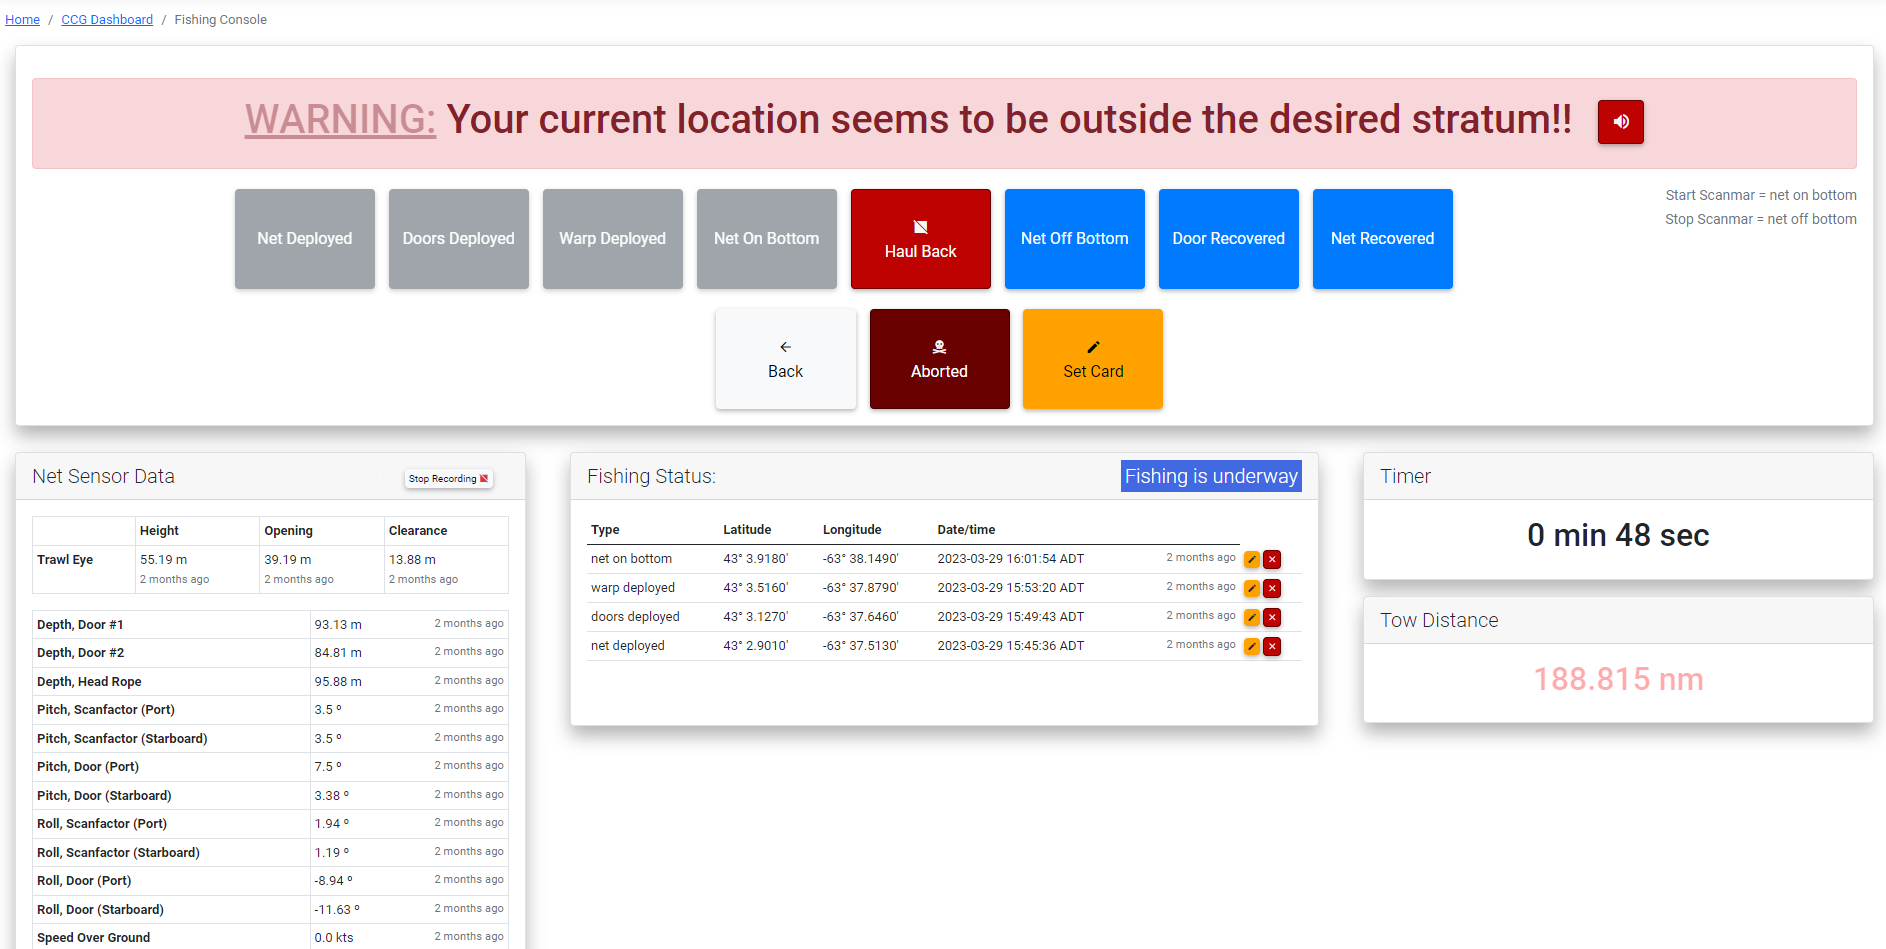 Home / CCG Dashboard / Fishing Console
WARNING: Your current location seems to be outside the desired stratum!!
Net Deployed
Doors Deployed
Warp Deployed
Net On Bottom
Haul Back
Net Off Bottom
Door Recovered
Net Recovered
Start Scanmar = net on bottom
Stop Scanmar = net off bottom
Back
Aborted
Set Card
Net Sensor Data
Stop Recording
Height Opening Clearance
Trawl Eye 55.19 m 39.19 m 13.88 m
2 months ago 2 months ago 2 months ago
Depth, Door #1 93.13 m 2 months ago
Depth, Door #2 84.81 m 2 months ago
Depth, Head Rope 95.88 m 2 months ago
Pitch, Scanfactor (Port) 3.5 º 2 months ago
Pitch, Scanfactor (Starboard) 3.5 º 2 months ago
Pitch, Door (Port) 7.5 º 2 months ago
Pitch, Door (Starboard) 3.38 º 2 months ago
Roll, Scanfactor (Port) 1.94 º 2 months ago
Roll, Scanfactor (Starboard) 1.19 º 2 months ago
Roll, Door (Port) -8.94 º 2 months ago
Roll, Door (Starboard) -11.63 º 2 months ago
Speed Over Ground 0.0 kts 2 months ago
Fishing Status:
Fishing is underway
Type Latitude Longitude Date/time
net on bottom 43° 3.9180' -63° 38.1490' 2023-03-29 16:01:54 ADT 2 months ago
warp deployed 43° 3.5160' -63° 37.8790' 2023-03-29 15:53:20 ADT 2 months ago
doors deployed 43° 3.1270' -63° 37.6460' 2023-03-29 15:49:43 ADT 2 months ago
net deployed 43° 2.9010' -63° 37.5130' 2023-03-29 15:45:36 ADT 2 months ago
Timer
0 min 48 sec
Tow Distance
188.815 nm